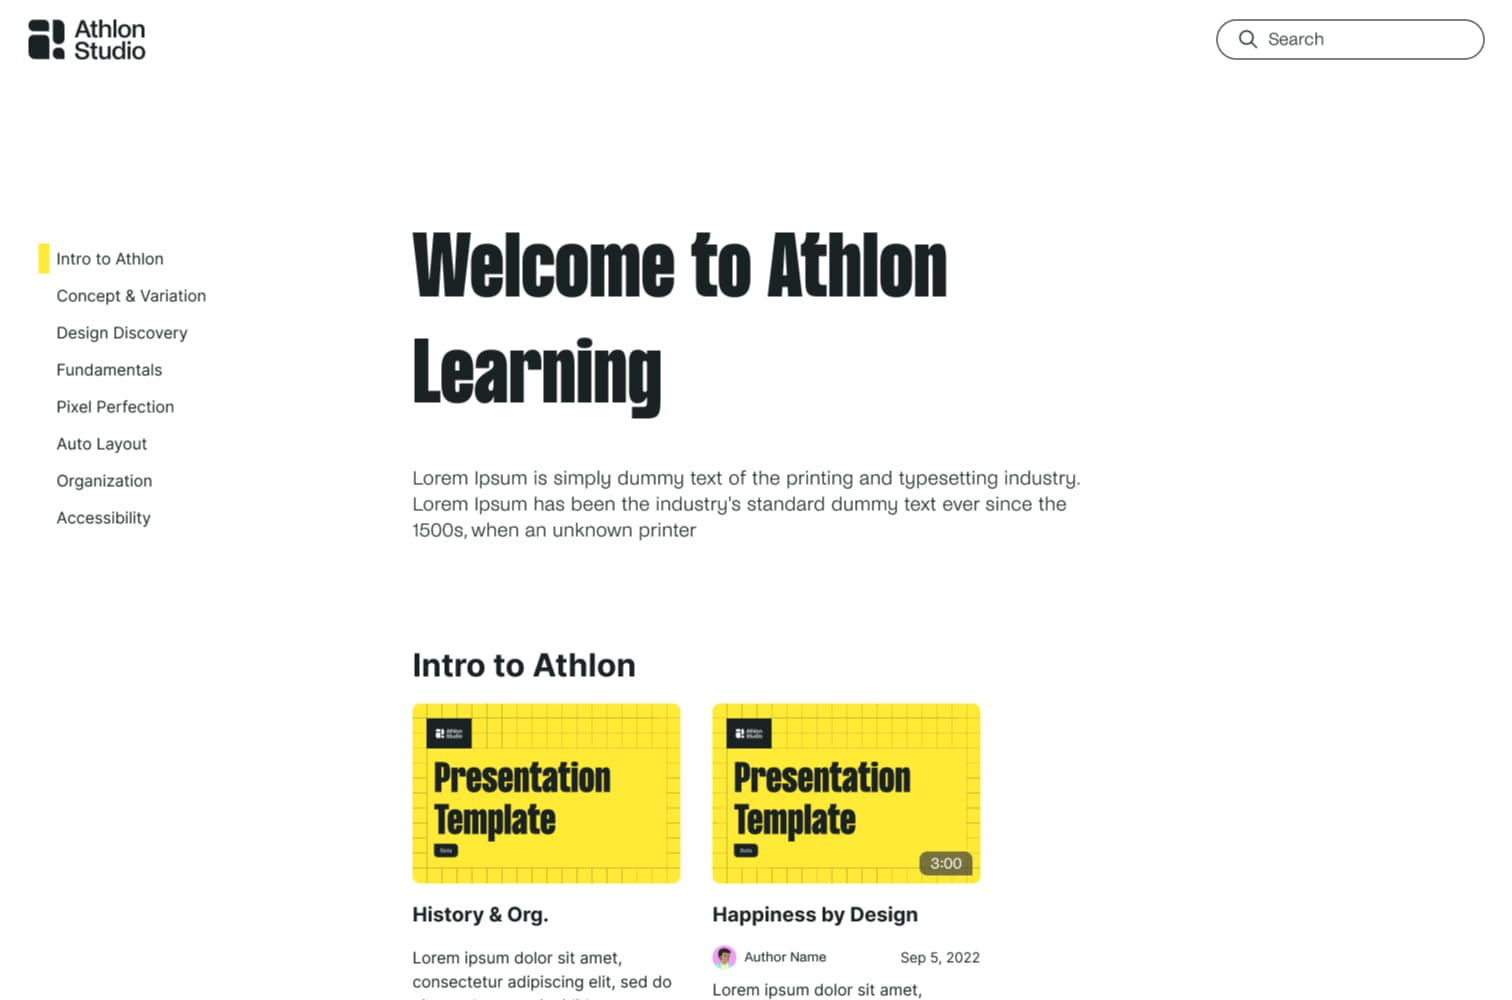 Athlon
Studio
Search
Intro to Athlon
Concept & Variation
Design Discovery
Fundamentals
Pixel Perfection
Auto Layout
Organization
Accessibility
Welcome to Athlon
Learning
Lorem Ipsum is simply dummy text of the printing and typesetting industry.
Lorem Ipsum has been the industry's standard dummy text ever since the
1500s, when an unknown printer
Intro to Athlon
Athlon
Studio
Presentation
Template
Athlon
Studio
Presentation
Template
3:00
History & Org.
Lorem ipsum dolor sit amet,
consectetur adipiscing elit, sed do
Happiness by Design
Author Name
Sep 5, 2022
Lorem ipsum dolor sit amet,